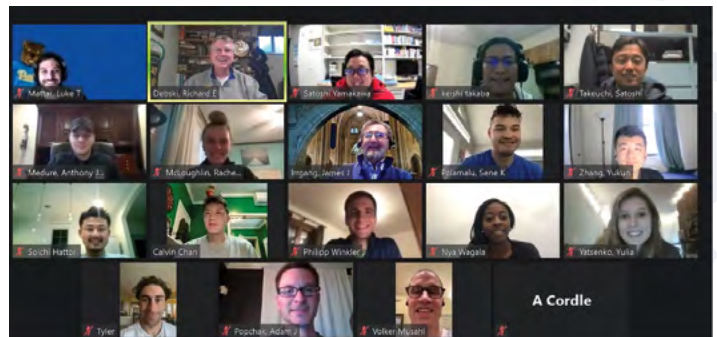 Mattar, Luke T
Debski, Richard E
Satoshi Yamakawa
keishi takaba
Takeuchi, Satoshi
Medure, Anthony J...
McLoughlin, Rache...
Irrgang, James J
Polamalu, Sene K
Zhang, Yukun
Soichi Hattori
Calvin Chan
Philipp Winkler
Nya Wagala
Yatsenko, Yulia
A Cordle
Tyler
Popchak, Adam J
Volker Musahl